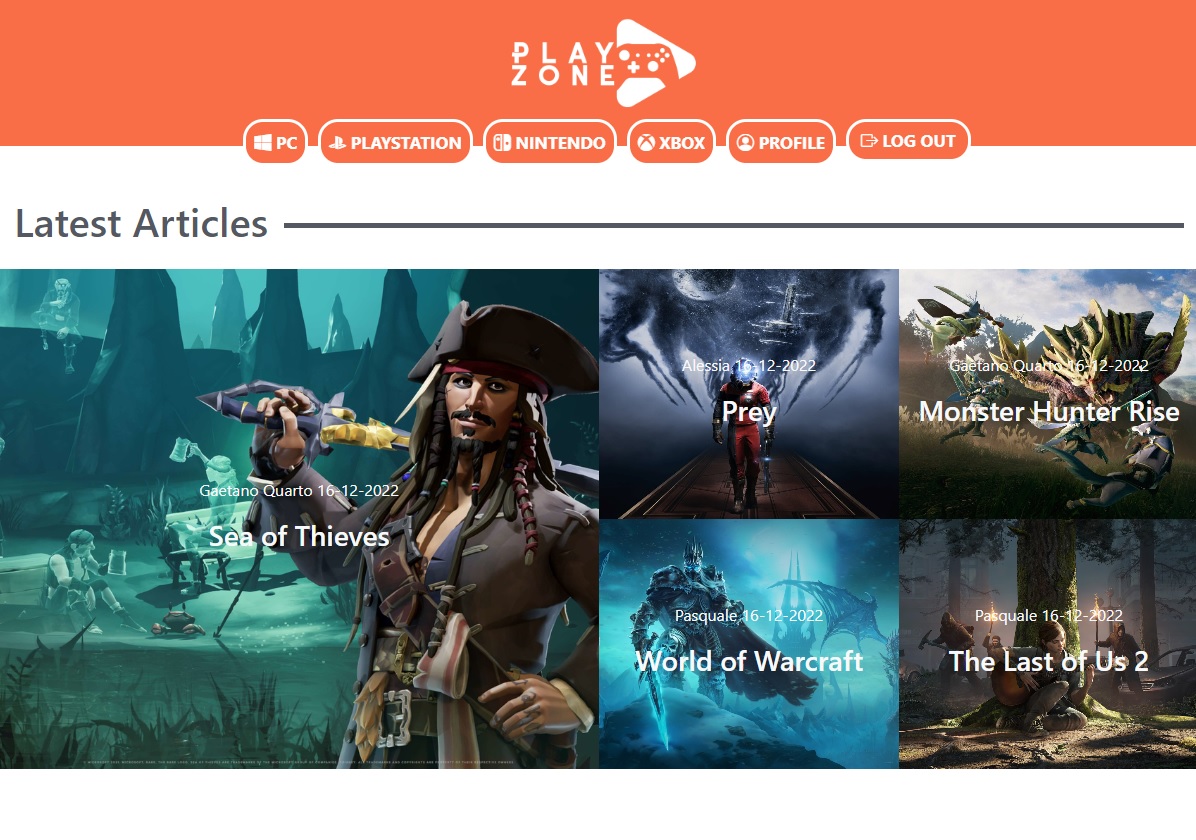 PLAY
ZONE
PC
PLAYSTATION
NINTENDO
XBOX
PROFILE
LOG OUT
Latest Articles
Gaetano Quarto 16-12-2022
Sea of Thieves
Alessia 16-12-2022
Prey
Gaetano Quarto 16-12-2022
Monster Hunter Rise
Pasquale 16-12-2022
World of Warcraft
Pasquale 16-12-2022
The Last of Us 2